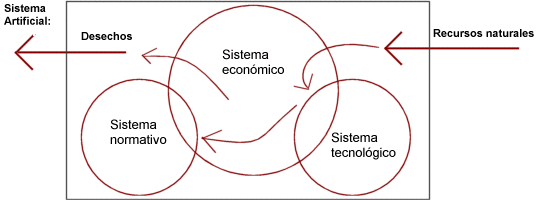 Sistema
Artificial:
Desechos
Recursos naturales
Sistema
económico
Sistema
normativo
Sistema
tecnológico